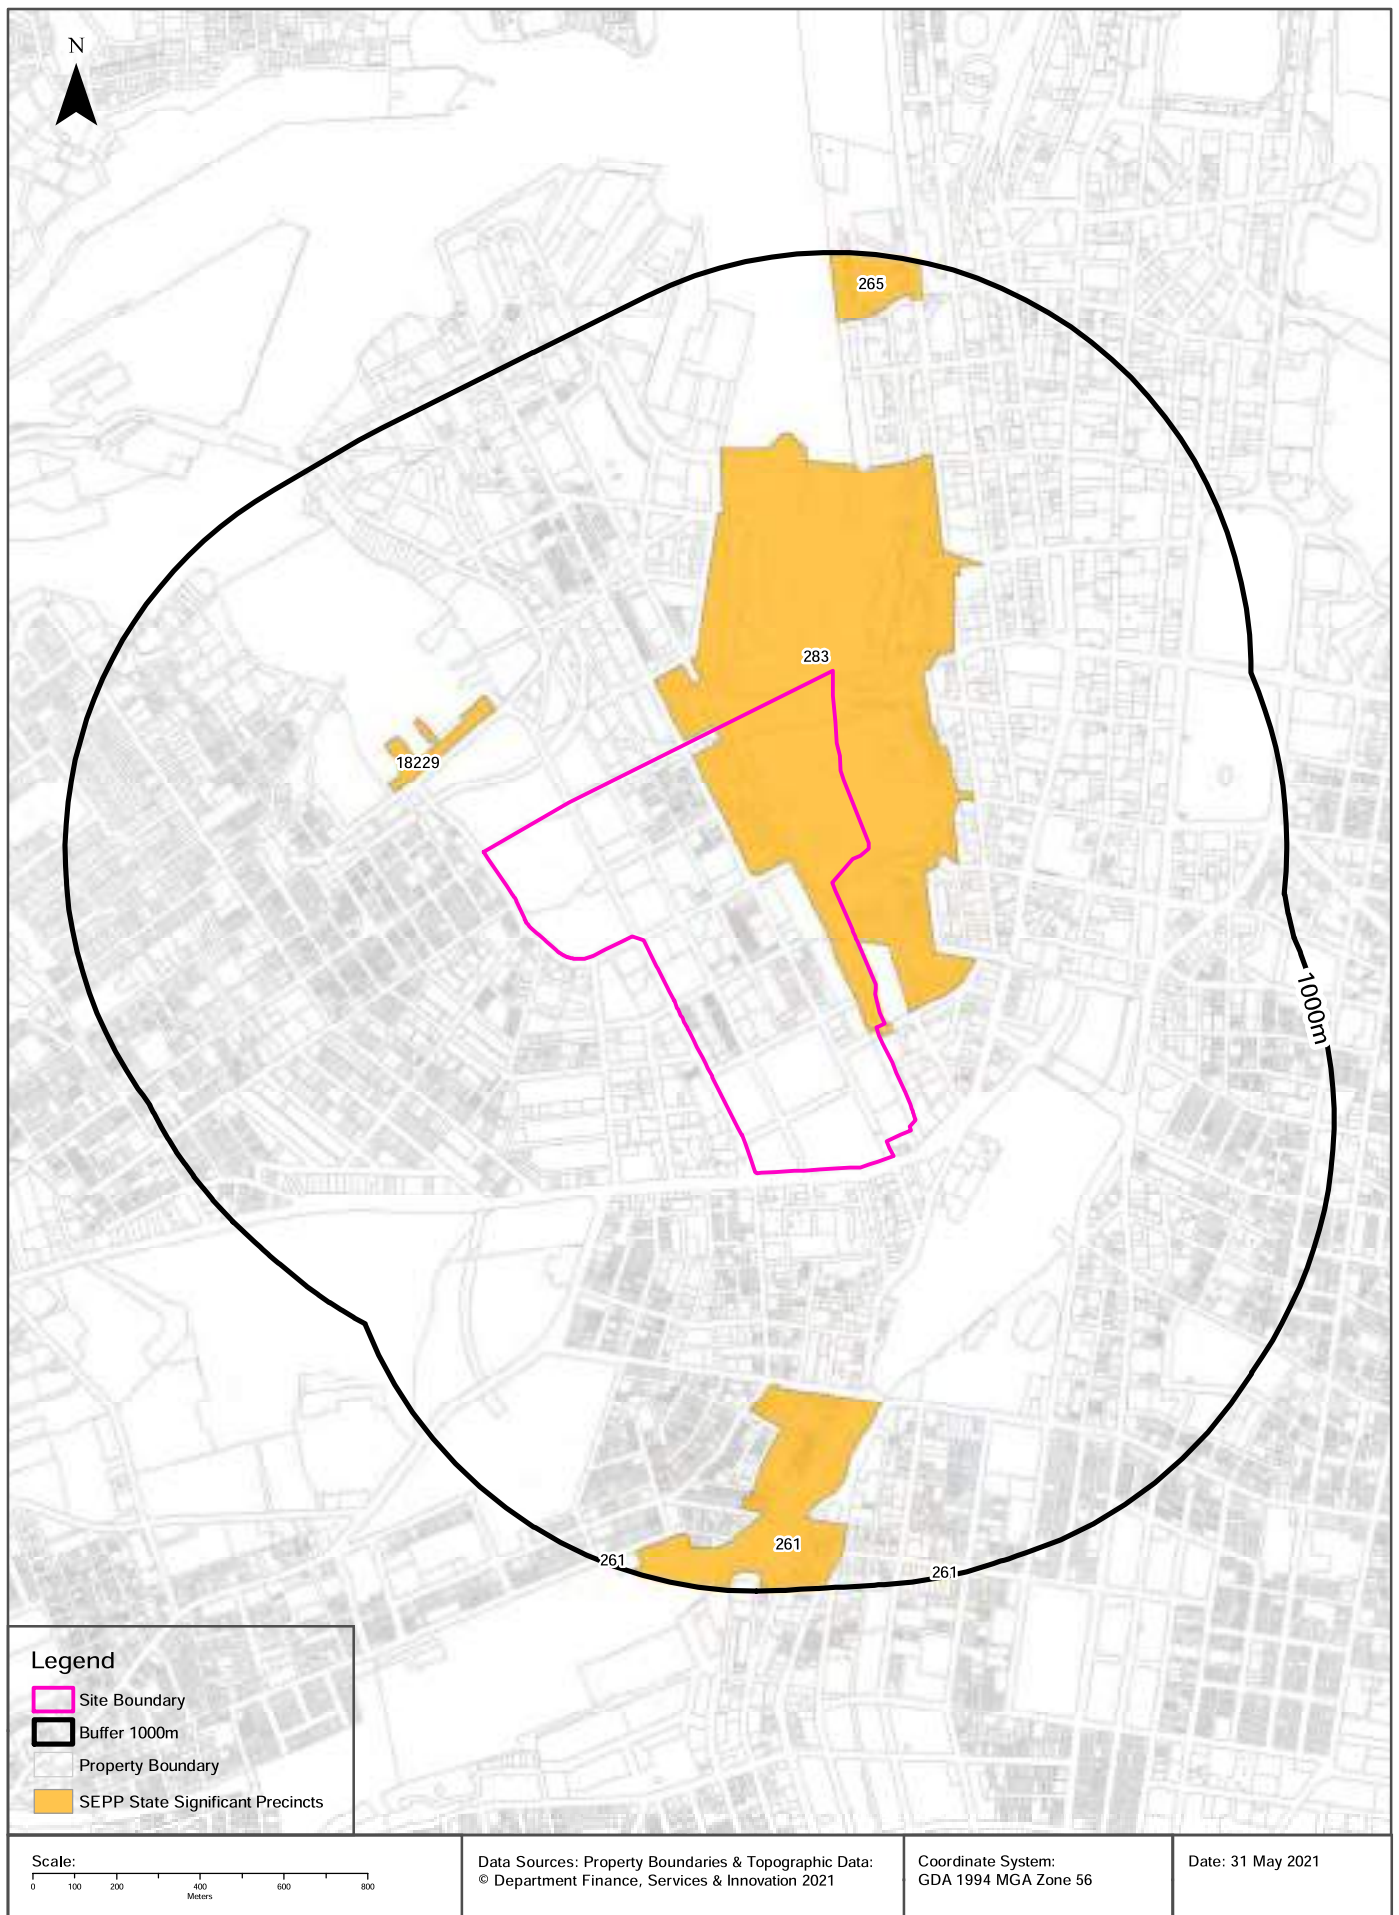 N
265
283
18229
1000m
261
261
261
Legend
Site Boundary
Buffer 1000m
Property Boundary
SEPP State Significant Precincts
Scale:
0 100 200 400 600 800
Meters
Data Sources: Property Boundaries & Topographic Data:
© Department Finance, Services & Innovation 2021
Coordinate System:
GDA 1994 MGA Zone 56
Date: 31 May 2021